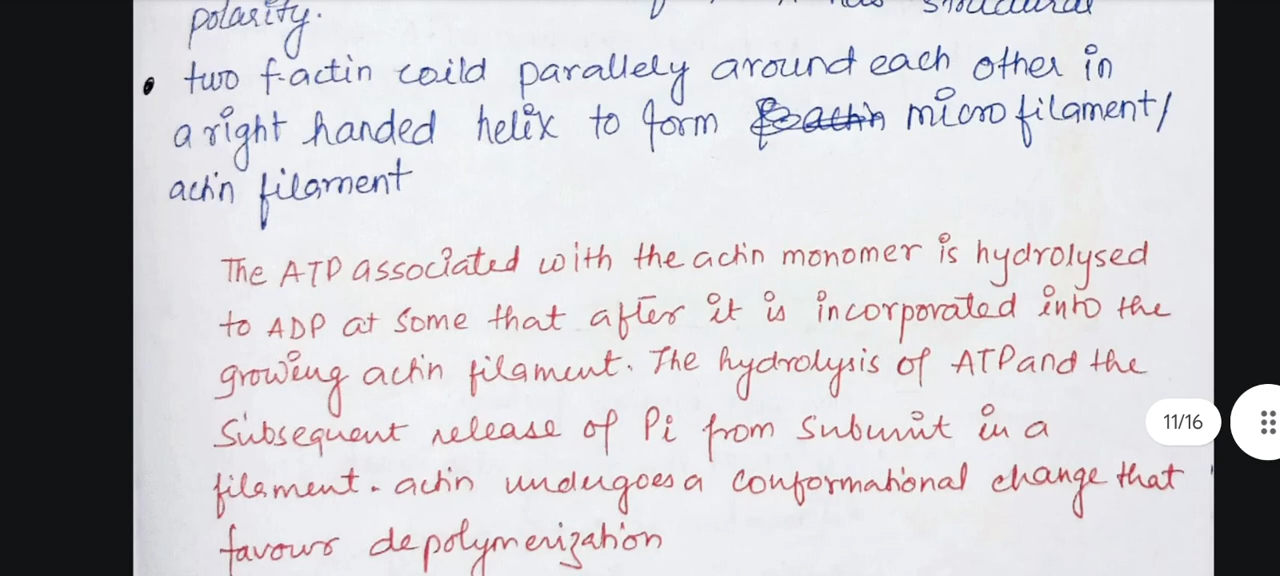 polarity. structural
• two f-actin coild parallely around each other in
a right handed helix to form microfilament/
actin filament
The ATP associated with the actin monomer is hydrolysed
to ADP at some that after it is incorporated into the
growing actin filament. The hydrolysis of ATP and the
Subsequent release of Pi from subunit in a
filament. actin undergoes a conformational change that
favours depolymerization
11/16